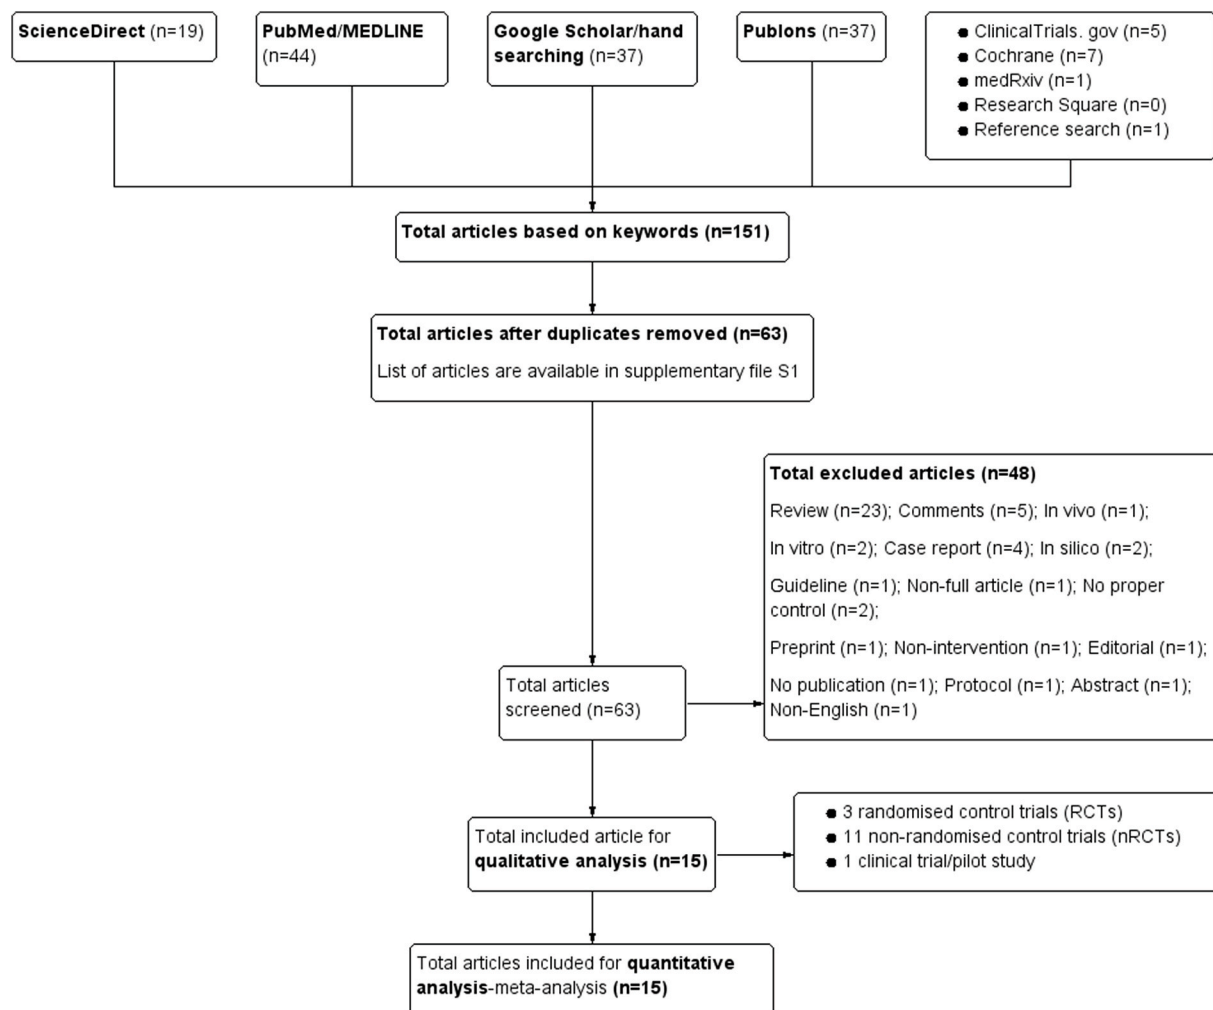 ScienceDirect (n=19)
PubMed/MEDLINE
(n=44)
Google Scholar/hand
searching (n=37)
Publons (n=37)
● ClinicalTrials. gov (n=5)
● Cochrane (n=7)
● medRxiv (n=1)
● Research Square (n=0)
● Reference search (n=1)
Total articles based on keywords (n=151)
Total articles after duplicates removed (n=63)
List of articles are available in supplementary file S1
Total excluded articles (n=48)
Review (n=23); Comments (n=5); In vivo (n=1);
In vitro (n=2); Case report (n=4); In silico (n=2);
Guideline (n=1); Non-full article (n=1); No proper
control (n=2);
Preprint (n=1); Non-intervention (n=1); Editorial (n=1);
No publication (n=1); Protocol (n=1); Abstract (n=1);
Non-English (n=1)
Total articles
screened (n=63)
Total included article for
qualitative analysis (n=15)
● 3 randomised control trials (RCTs)
● 11 non-randomised control trials (nRCTs)
● 1 clinical trial/pilot study
Total articles included for quantitative
analysis-meta-analysis (n=15)